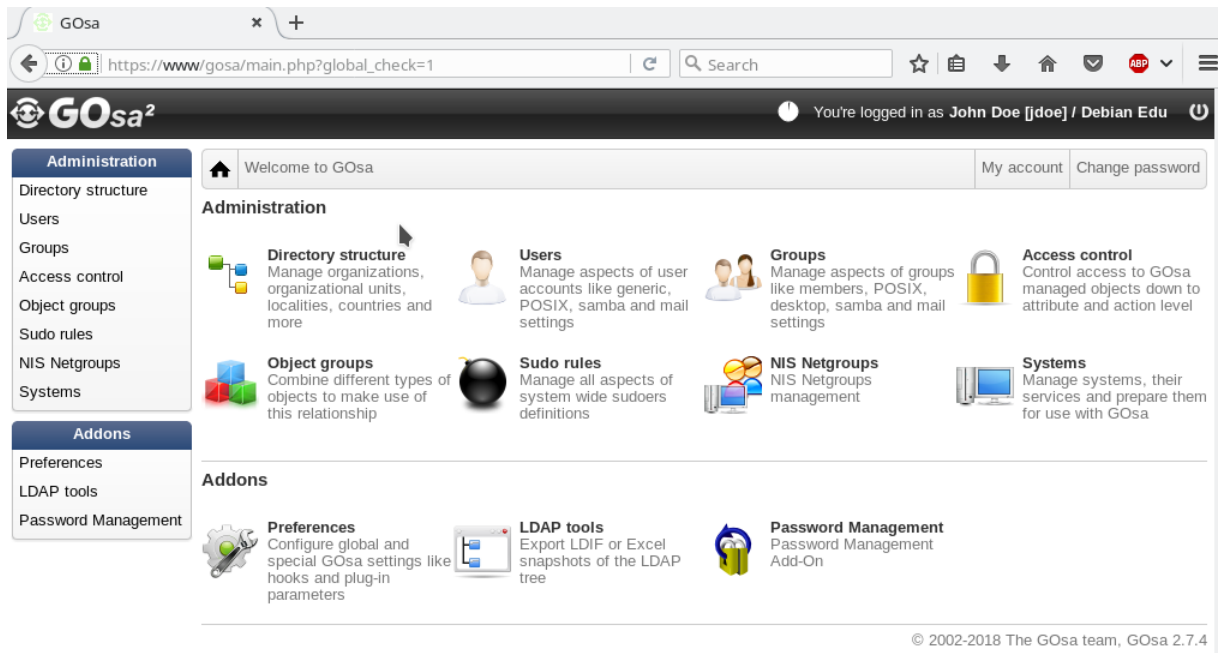 GOsa
https://www/gosa/main.php?global_check=1
Search
ABP
GOsa²
You're logged in as John Doe [jdoe] / Debian Edu
Administration
Directory structure
Users
Groups
Access control
Object groups
Sudo rules
NIS Netgroups
Systems
Addons
Preferences
LDAP tools
Password Management
Welcome to GOsa
My account
Change password
Administration
Directory structure
Manage organizations,
organizational units,
localities, countries and
more
Users
Manage aspects of user
accounts like generic,
POSIX, samba and mail
settings
Groups
Manage aspects of groups
like members, POSIX,
desktop, samba and mail
settings
Access control
Control access to GOsa
managed objects down to
attribute and action level
Object groups
Combine different types of
objects to make use of
this relationship
Sudo rules
Manage all aspects of
system wide sudoers
definitions
NIS Netgroups
NIS Netgroups
management
Systems
Manage systems, their
services and prepare them
for use with GOsa
Addons
Preferences
Configure global and
special GOsa settings like
hooks and plug-in
parameters
LDAP tools
Export LDIF or Excel
snapshots of the LDAP
tree
Password Management
Password Management
Add-On
© 2002-2018 The GOsa team, GOsa 2.7.4